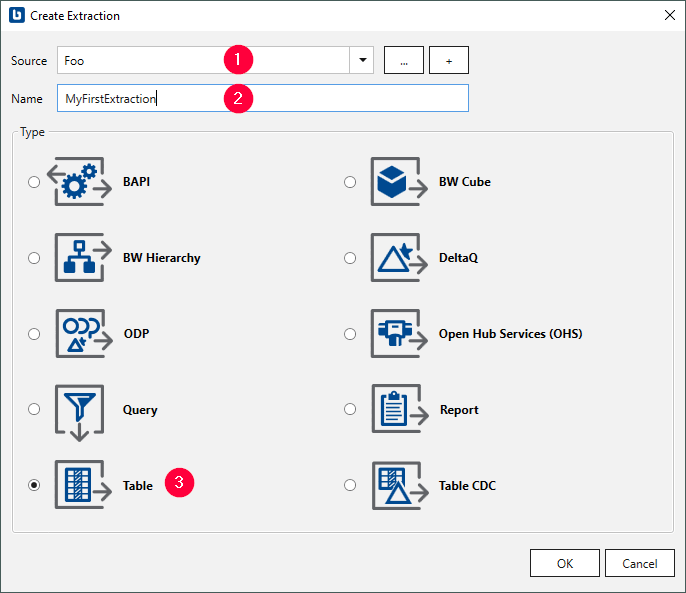 Create Extraction
Source Foo 1 ... +
Name MyFirstExtraction 2
Type
BAPI BW Cube
BW Hierarchy DeltaQ
ODP Open Hub Services (OHS)
Query Report
Table 3 Table CDC
OK Cancel